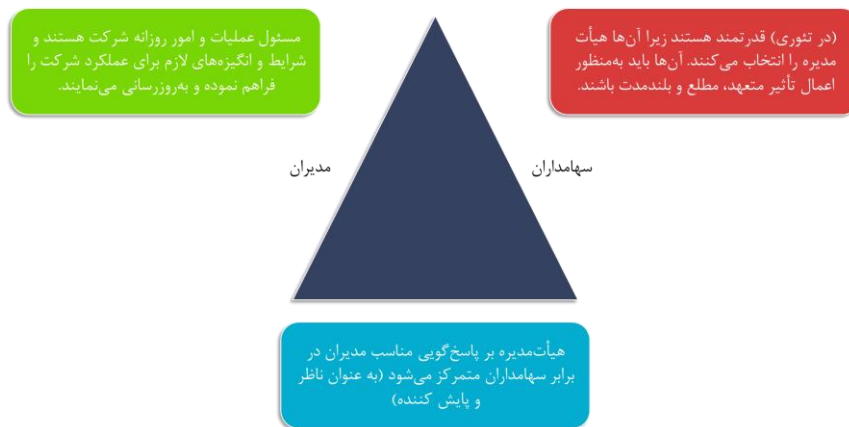 (در تئوری) قدرتمند هستند زیرا آن‌ها هیأت
مدیره را انتخاب می‌کنند. آن‌ها باید به‌منظور
اعمال تأثیر متعهد، مطلع و بلندمدت باشند.
مسئول عملیات و امور روزانه شرکت هستند و
شرایط و انگیزه‌های لازم برای عملکرد شرکت را
فراهم نموده و به‌روزرسانی می‌نمایند.
سهامداران
مدیران
هیأت‌مدیره بر پاسخ‌گویی مناسب مدیران در
برابر سهامداران متمرکز می‌شود (به عنوان ناظر
و پایش کننده)